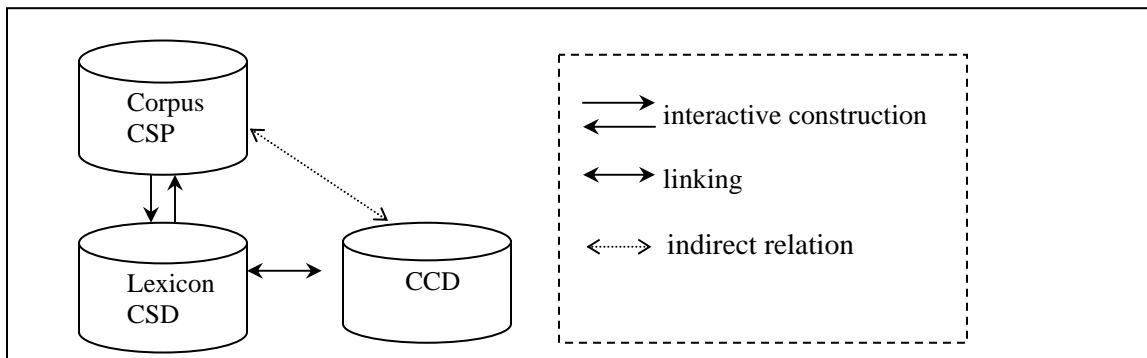 Corpus
CSP
Lexicon
CSD
CCD
interactive construction
linking
indirect relation